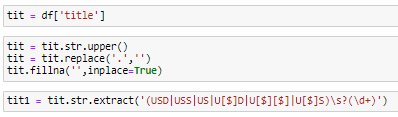 tit = df['title']
tit = tit.str.upper()
tit = tit.replace('.','')
tit.fillna('',inplace=True)
tit1 = tit.str.extract('(USD|USS|US|U[$]D|U[$][$]|U[$]S)\s?(\d+)')